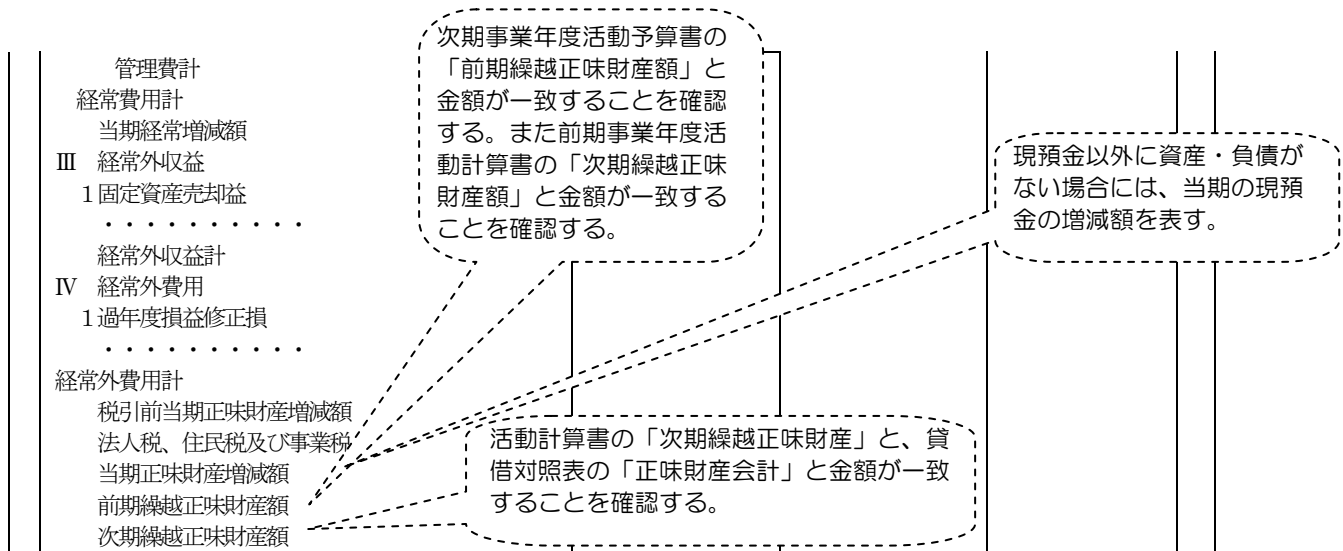 管理費計
経常費用計
当期経常増減額
Ⅲ 経常外収益
1固定資産売却益
・・・・・・・・・・
経常外収益計
Ⅳ 経常外費用
1過年度損益修正損
・・・・・・・・・・
経常外費用計
税引前当期正味財産増減額
法人税、住民税及び事業税
当期正味財産増減額
前期繰越正味財産額
次期繰越正味財産額
次期事業年度活動予算書の
「前期繰越正味財産額」と
金額が一致することを確認
する。また前期事業年度活
動計算書の「次期繰越正味
財産額」と金額が一致する
ことを確認する。
現預金以外に資産・負債が
ない場合には、当期の現預
金の増減額を表す。
活動計算書の「次期繰越正味財産」と、貸
借対照表の「正味財産会計」と金額が一致
することを確認する。